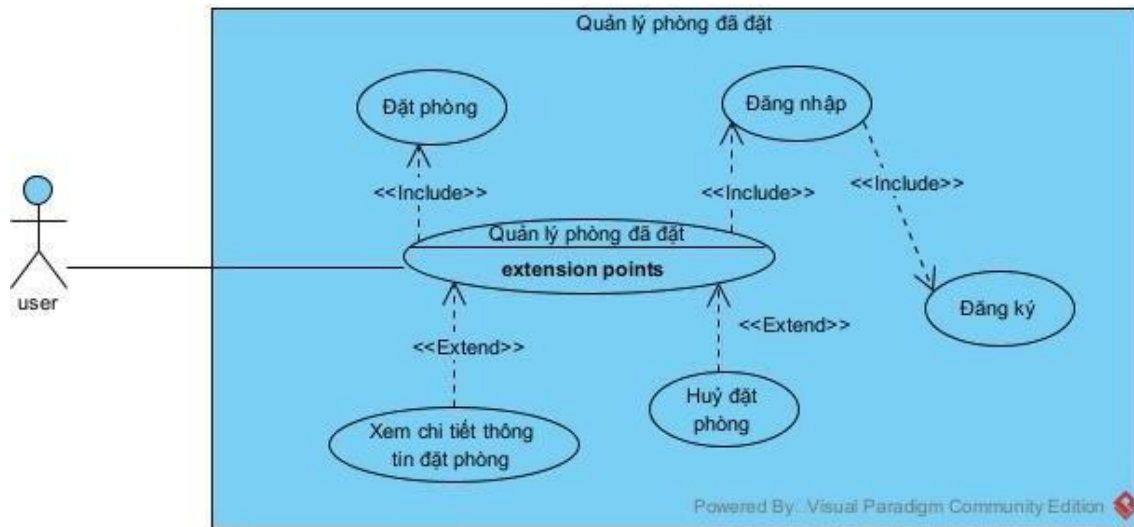 Quản lý phòng đã đặt
Đặt phòng
Đăng nhập
<<Include>>
<<Include>>
<<Include>>
Quản lý phòng đã đặt
extension points
user
Đăng ký
<<Extend>>
<<Extend>>
Huỷ đặt
phòng
Xem chi tiết thông
tin đặt phòng
Powered By: Visual Paradigm Community Edition